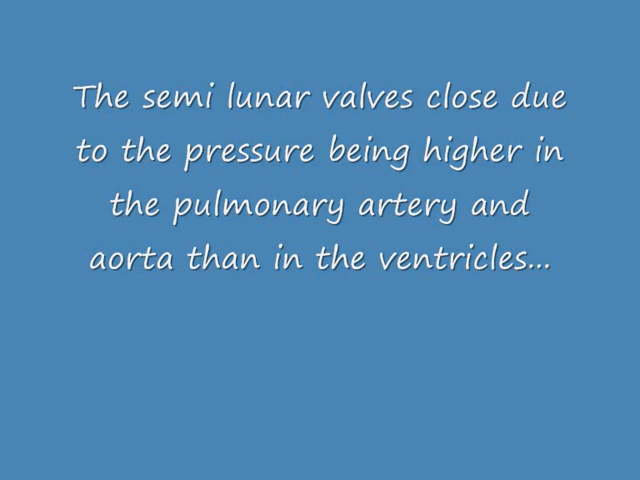 The semi lunar valves close due
to the pressure being higher in
the pulmonary artery and
aorta than in the ventricles...